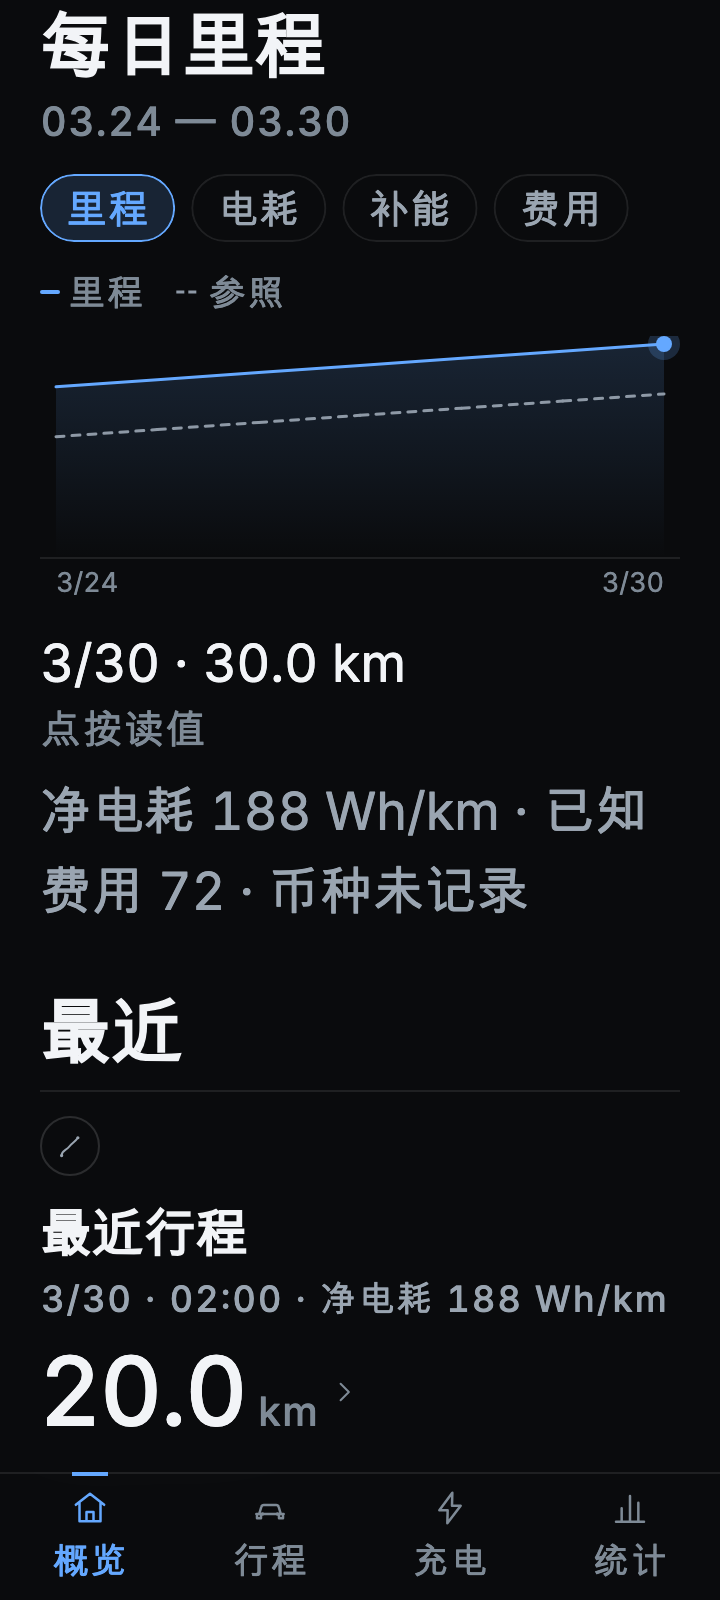 每日里程
03.24 — 03.30
里程 电耗 补能 费用
里程 -- 参照
3/24 3/30
3/30 · 30.0 km
点按读值
净电耗 188 Wh/km · 已知
费用 72 · 币种未记录
最近
最近行程
3/30 · 02:00 · 净电耗 188 Wh/km
20.0 km
概览 行程 充电 统计